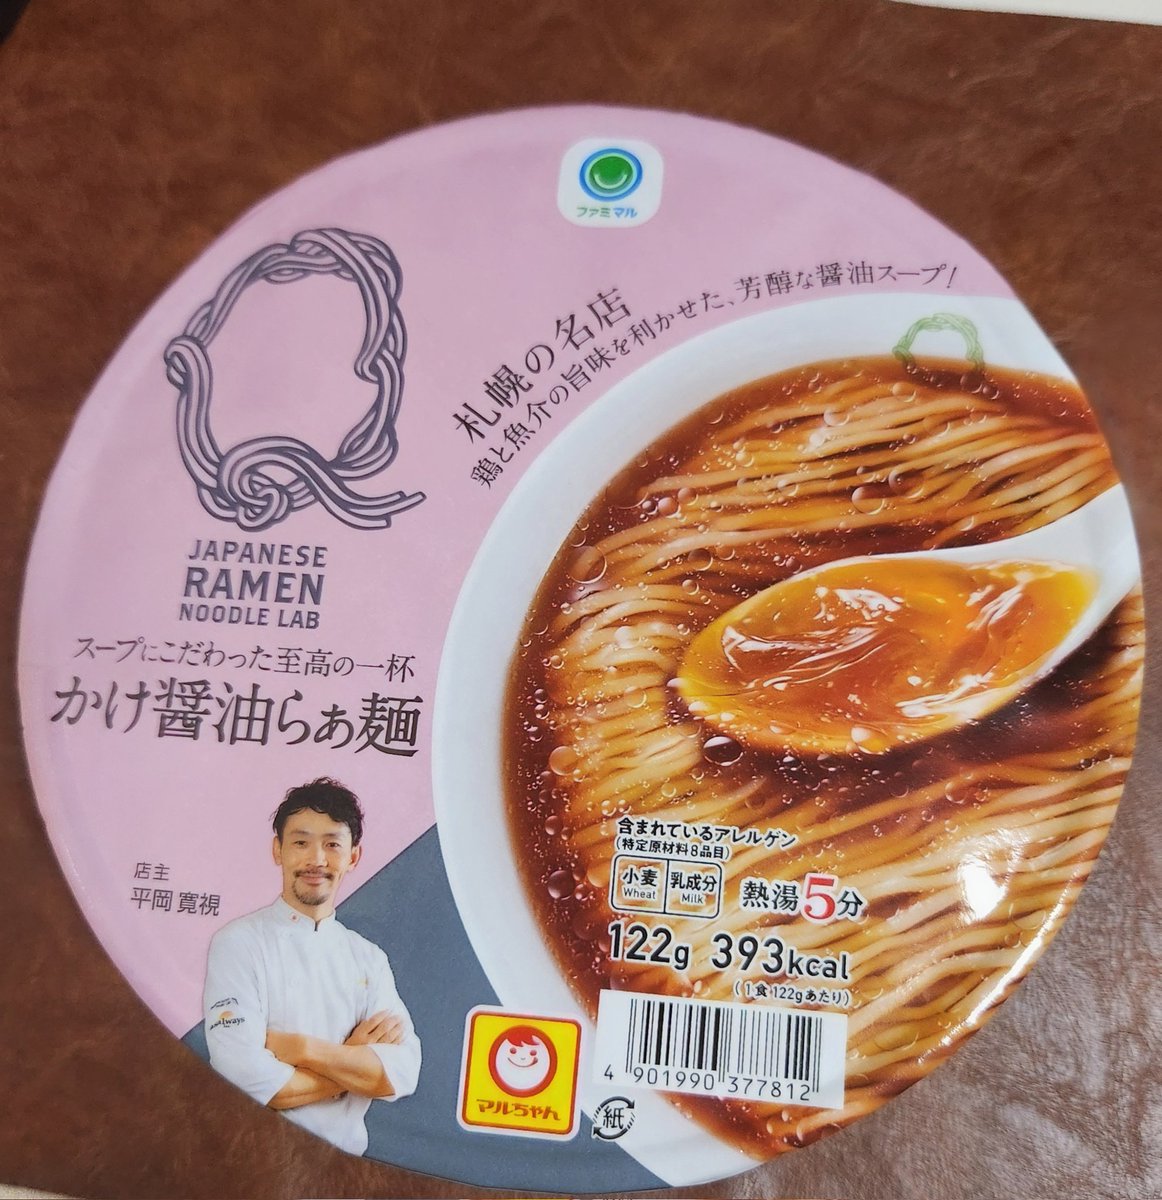 ファミマル
札幌の名店
鶏と魚介の旨味を利かせた、芳醇な醤油スープ!
JAPANESE
RAMEN
NOODLE LAB
スープにこだわった至高の一杯
かけ醤油らぁ麺
店主
平岡 寛視
含まれているアレルゲン
(特定原材料8品目)
小麦 乳成分
Wheat Milk
熱湯5分
122g 393kcal
(1食122gあたり)
4 901990 377812
マルちゃん
紙